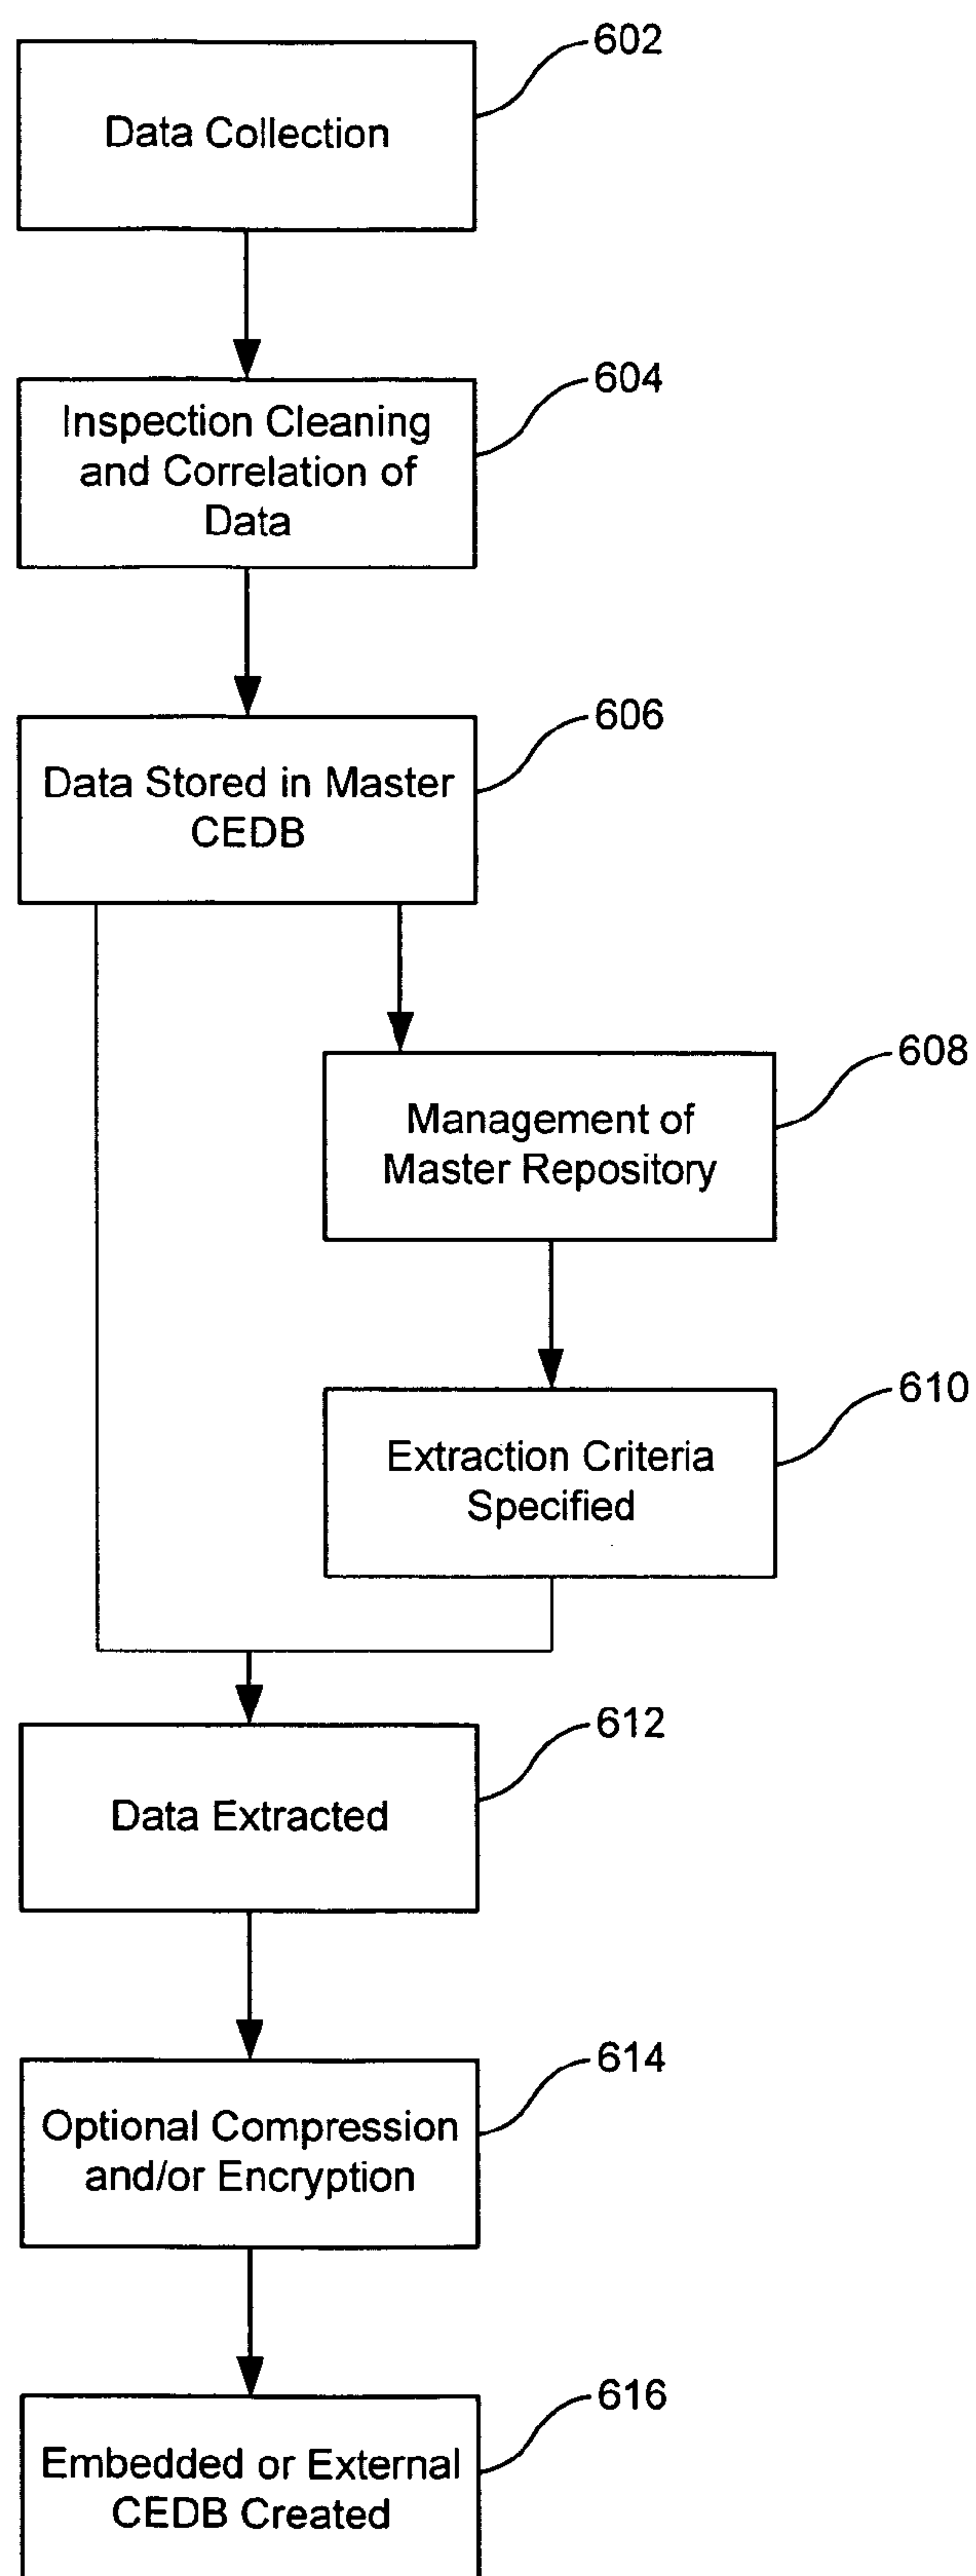 602
Data Collection
604
Inspection Cleaning
and Correlation of
Data
606
Data Stored in Master
CEDB
608
Management of
Master Repository
610
Extraction Criteria
Specified
612
Data Extracted
614
Optional Compression
and/or Encryption
616
Embedded or External
CEDB Created